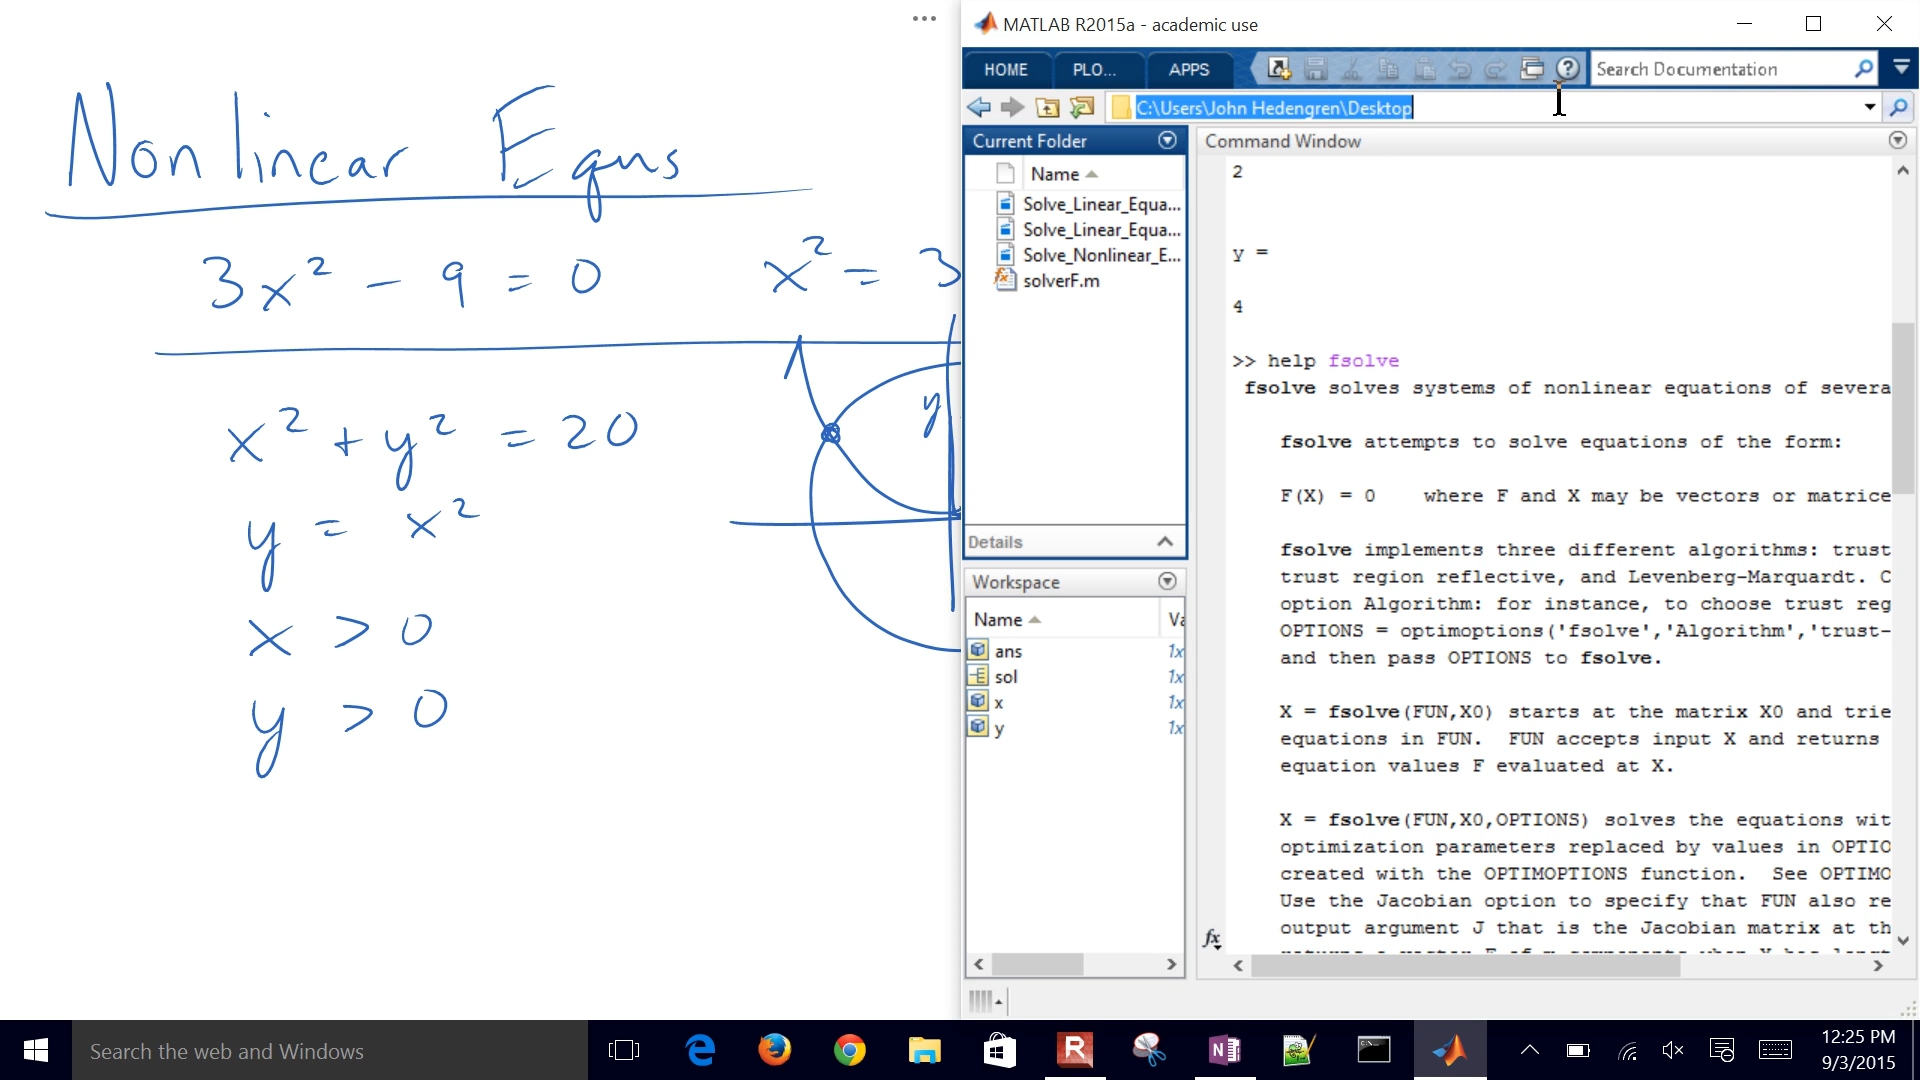 Nonlinear Eqns
3x² - 9 = 0 x² = 3
x² + y² = 20
y = x²
x > 0
y > 0
y
MATLAB R2015a - academic use
HOME PLO... APPS Search Documentation
C:\Users\John Hedengren\Desktop
Current Folder
Name
Solve_Linear_Equa...
Solve_Linear_Equa...
Solve_Nonlinear_E...
solverF.m
Details
Workspace
Name Va
ans 1x
sol 1x
x 1x
y 1x
Command Window
2
y =
4
>> help fsolve
fsolve solves systems of nonlinear equations of severa
fsolve attempts to solve equations of the form:
F(X) = 0 where F and X may be vectors or matrice
fsolve implements three different algorithms: trust
trust region reflective, and Levenberg-Marquardt. C
option Algorithm: for instance, to choose trust reg
OPTIONS = optimoptions('fsolve','Algorithm','trust-
and then pass OPTIONS to fsolve.
X = fsolve(FUN,X0) starts at the matrix X0 and trie
equations in FUN. FUN accepts input X and returns
equation values F evaluated at X.
X = fsolve(FUN,X0,OPTIONS) solves the equations wit
optimization parameters replaced by values in OPTIO
created with the OPTIMOPTIONS function. See OPTIMO
Use the Jacobian option to specify that FUN also re
output argument J that is the Jacobian matrix at th
fx
Search the web and Windows
12:25 PM
9/3/2015